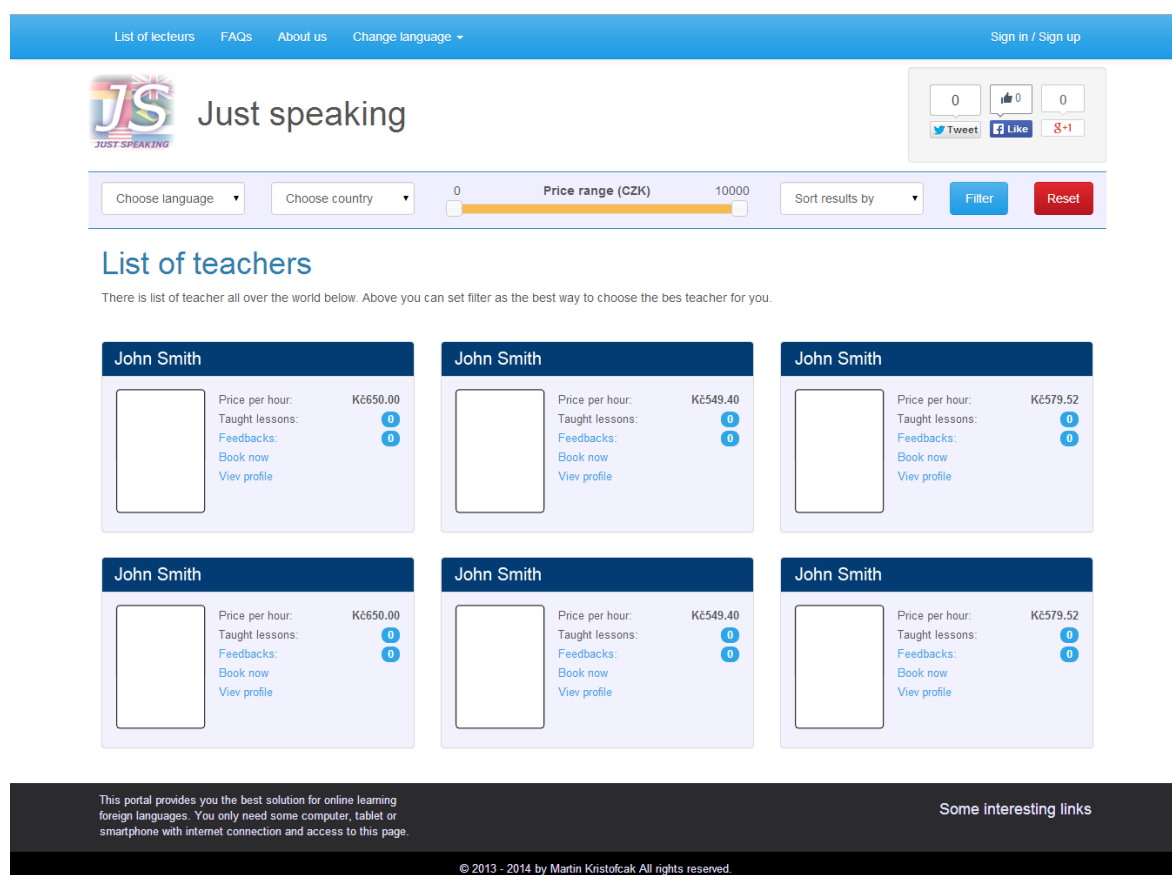 List of lecteurs FAQs About us Change language Sign in / Sign up
JS
JUST SPEAKING
Just speaking
0 0 0
Tweet Like g+1
Choose language Choose country 0 Price range (CZK) 10000 Sort results by Filter Reset
List of teachers
There is list of teacher all over the world below. Above you can set filter as the best way to choose the bes teacher for you.
John Smith
Price per hour: Kč650.00
Taught lessons: 0
Feedbacks: 0
Book now
Viev profile
John Smith
Price per hour: Kč549.40
Taught lessons: 0
Feedbacks: 0
Book now
Viev profile
John Smith
Price per hour: Kč579.52
Taught lessons: 0
Feedbacks: 0
Book now
Viev profile
John Smith
Price per hour: Kč650.00
Taught lessons: 0
Feedbacks: 0
Book now
Viev profile
John Smith
Price per hour: Kč549.40
Taught lessons: 0
Feedbacks: 0
Book now
Viev profile
John Smith
Price per hour: Kč579.52
Taught lessons: 0
Feedbacks: 0
Book now
Viev profile
This portal provides you the best solution for online learning
foreign languages. You only need some computer, tablet or
smartphone with internet connection and access to this page.
Some interesting links
© 2013 - 2014 by Martin Kristofcak All rights reserved.